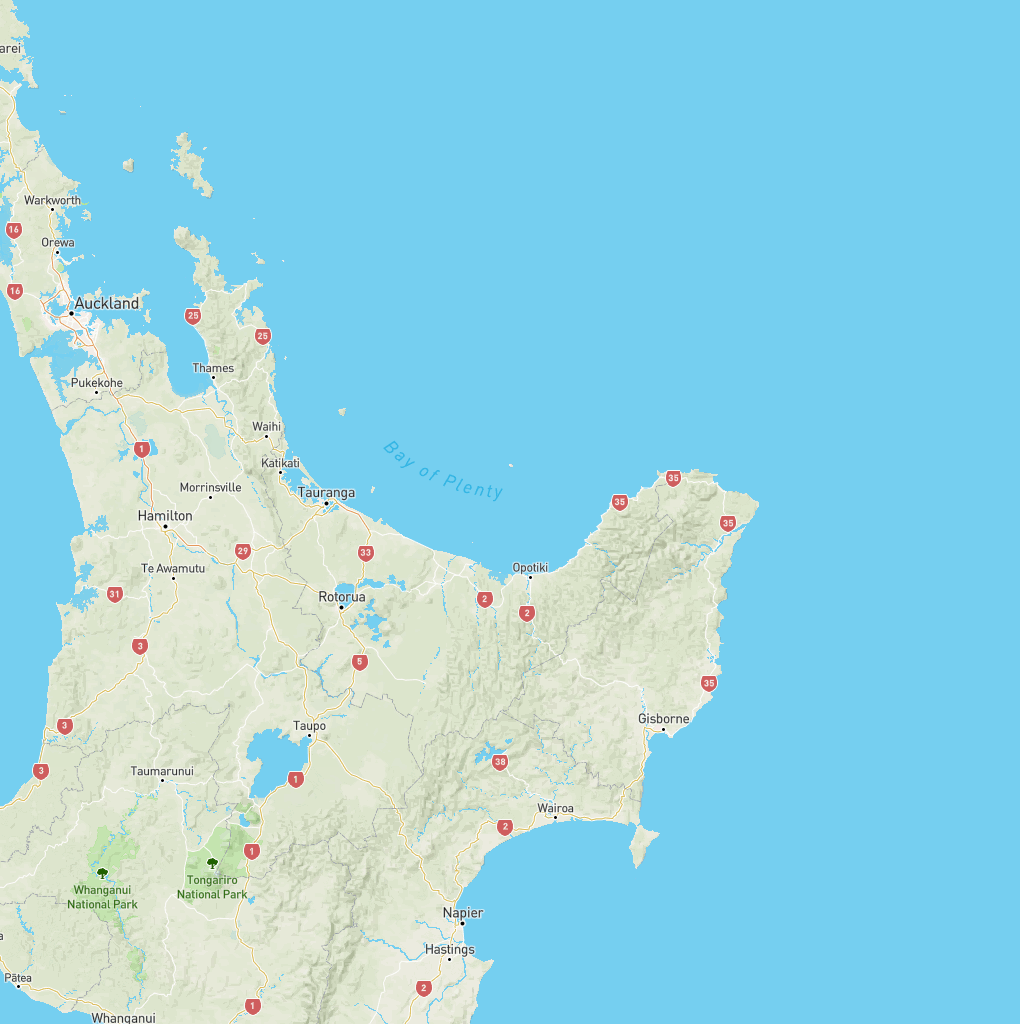 arei
Warkworth
16
Orewa
16
Auckland
25
25
Thames
Pukekohe
Waihi
1
Bay of Plenty
Katikati
35
Morrinsville
Tauranga
35
Hamilton
35
29
33
Te Awamutu
Opotiki
31
Rotorua
2
2
3
5
35
3
Taupo
Gisborne
38
3
Taumarunui
1
Wairoa
2
1
Tongariro
National Park
Whanganui
National Park
Napier
a
Hastings
Pātea
2
1
Whanganui